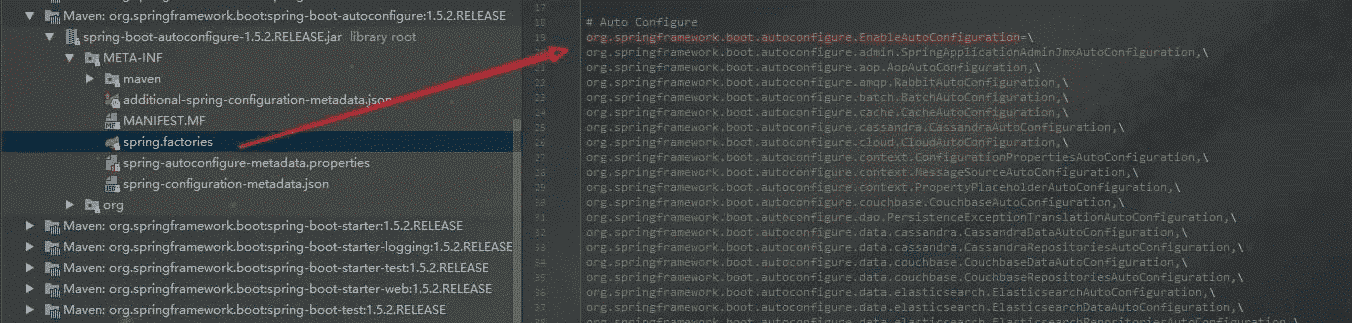 Maven: org.springframework.boot:spring-boot-autoconfigure:1.5.2.RELEASE
spring-boot-autoconfigure-1.5.2.RELEASE.jar library root
META-INF
maven
additional-spring-configuration-metadata.json
MANIFEST.MF
spring.factories
spring-autoconfigure-metadata.properties
spring-configuration-metadata.json
org
Maven: org.springframework.boot:spring-boot-starter:1.5.2.RELEASE
Maven: org.springframework.boot:spring-boot-starter-logging:1.5.2.RELEASE
Maven: org.springframework.boot:spring-boot-starter-test:1.5.2.RELEASE
Maven: org.springframework.boot:spring-boot-starter-web:1.5.2.RELEASE
Maven: org.springframework.boot:spring-boot-test:1.5.2.RELEASE
17
18 # Auto Configure
19 org.springframework.boot.autoconfigure.EnableAutoConfiguration=\
20 org.springframework.boot.autoconfigure.admin.SpringApplicationAdminJmxAutoConfiguration,\
21 org.springframework.boot.autoconfigure.aop.AopAutoConfiguration,\
22 org.springframework.boot.autoconfigure.amqp.RabbitAutoConfiguration,\
23 org.springframework.boot.autoconfigure.batch.BatchAutoConfiguration,\
24 org.springframework.boot.autoconfigure.cache.CacheAutoConfiguration,\
25 org.springframework.boot.autoconfigure.cassandra.CassandraAutoConfiguration,\
26 org.springframework.boot.autoconfigure.cloud.CloudAutoConfiguration,\
27 org.springframework.boot.autoconfigure.context.ConfigurationPropertiesAutoConfiguration,\
28 org.springframework.boot.autoconfigure.context.MessageSourceAutoConfiguration,\
29 org.springframework.boot.autoconfigure.context.PropertyPlaceholderAutoConfiguration,\
30 org.springframework.boot.autoconfigure.couchbase.CouchbaseAutoConfiguration,\
31 org.springframework.boot.autoconfigure.dao.PersistenceExceptionTranslationAutoConfiguration,\
32 org.springframework.boot.autoconfigure.data.cassandra.CassandraDataAutoConfiguration,\
33 org.springframework.boot.autoconfigure.data.cassandra.CassandraRepositoriesAutoConfiguration,\
34 org.springframework.boot.autoconfigure.data.couchbase.CouchbaseDataAutoConfiguration,\
35 org.springframework.boot.autoconfigure.data.couchbase.CouchbaseRepositoriesAutoConfiguration,\
36 org.springframework.boot.autoconfigure.data.elasticsearch.ElasticsearchAutoConfiguration,\
37 org.springframework.boot.autoconfigure.data.elasticsearch.ElasticsearchDataAutoConfiguration,\
38 org.springframework.boot.autoconfigure.data.elasticsearch.ElasticsearchRepositoriesAutoConfiguration,\